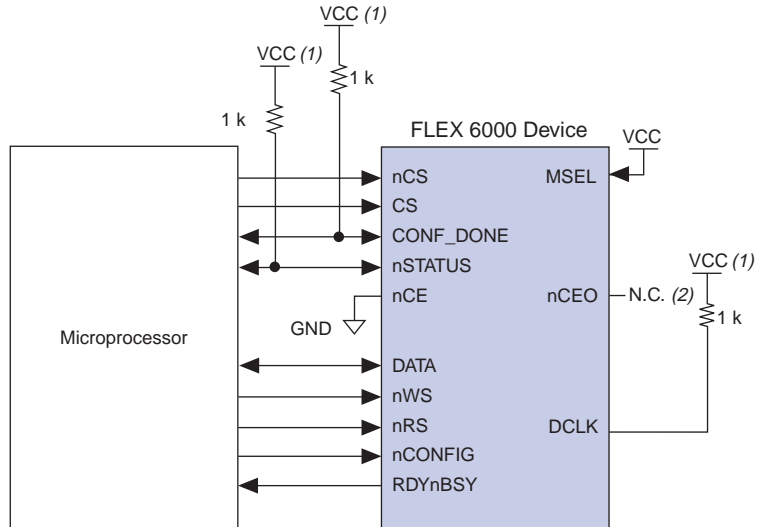 VCC (1)
VCC (1)
1 k
1 k
FLEX 6000 Device
VCC
nCS
MSEL
CS
CONF_DONE
nSTATUS
VCC (1)
nCE
nCEO
N.C. (2)
1 k
GND
Microprocessor
DATA
nWS
nRS
DCLK
nCONFIG
RDYnBSY